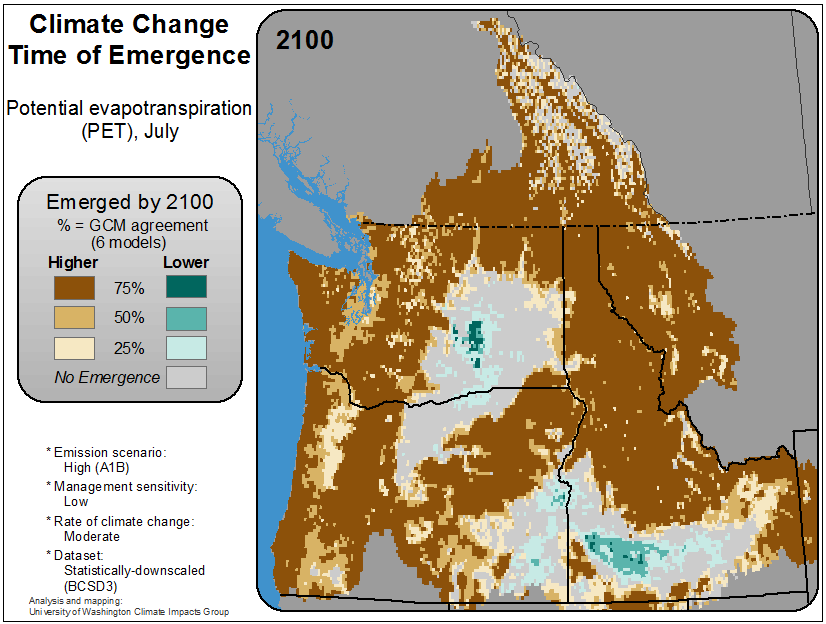 Climate Change
Time of Emergence
Potential evapotranspiration
(PET), July
Emerged by 2100
% = GCM agreement
(6 models)
Higher Lower
75%
50%
25%
No Emergence
* Emission scenario:
High (A1B)
* Management sensitivity:
Low
* Rate of climate change:
Moderate
* Dataset:
Statistically-downscaled
(BCSD3)
Analysis and mapping:
University of Washington Climate Impacts Group
2100